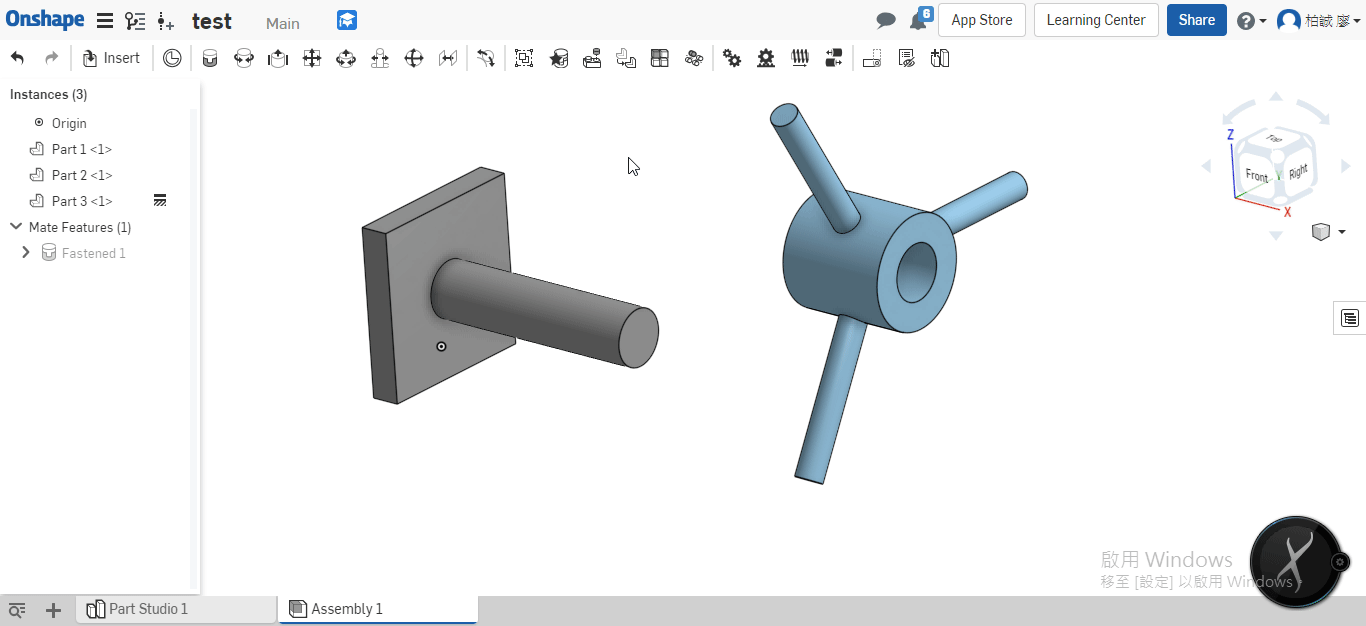 Onshape test Main 6 App Store Learning Center Share 柏誠 廖
Insert
Instances (3)
Origin
Part 1 <1>
Part 2 <1>
Part 3 <1>
Mate Features (1)
Fastened 1
Z
Top
Front
Y
Right
X
啟用 Windows
移至 [設定] 以啟用 Windows。
Part Studio 1 Assembly 1